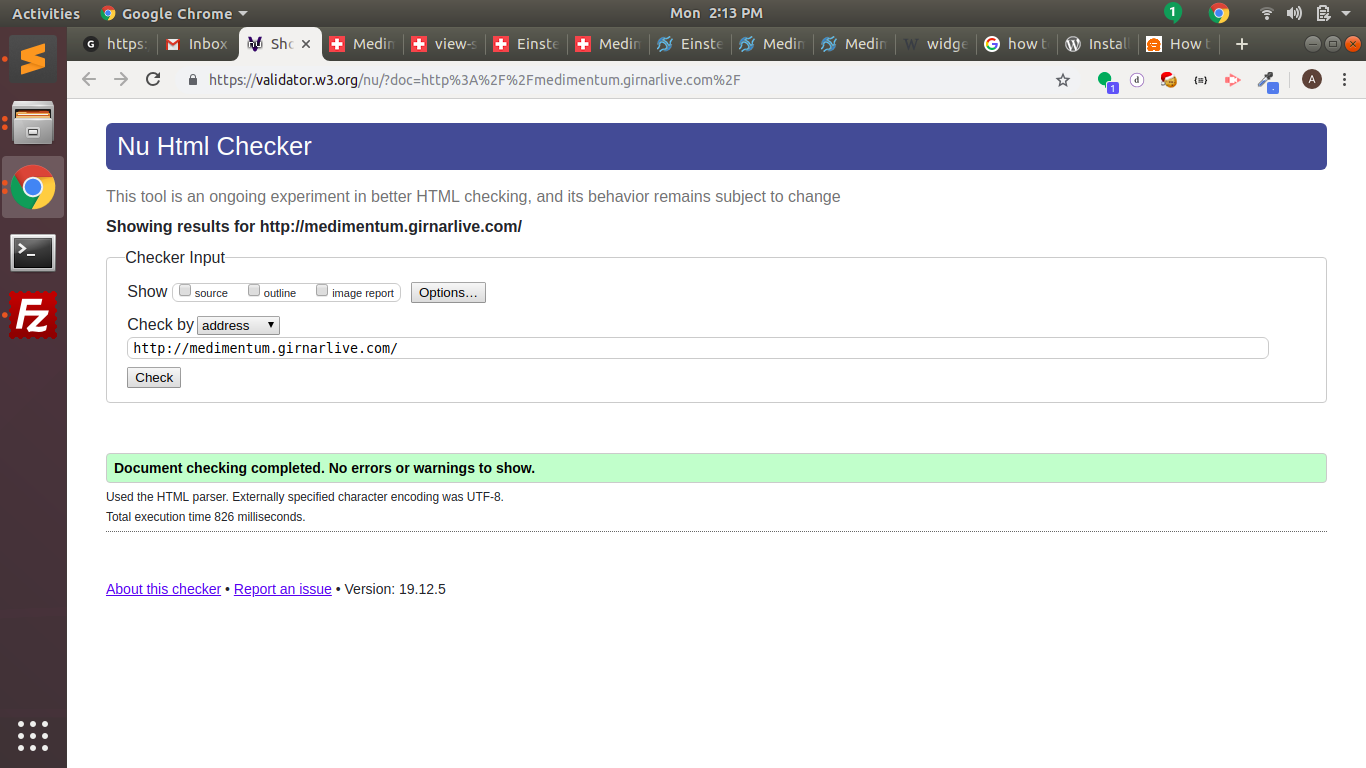 Activities Google Chrome Mon 2:13 PM 1
G https: Inbox nu Sho Medin view-s Einste Medin Einste Medin Medin W widge G how t Install How t
https://validator.w3.org/nu/?doc=http%3A%2F%2Fmedimentum.girnarlive.com%2F 1 d A
Nu Html Checker
This tool is an ongoing experiment in better HTML checking, and its behavior remains subject to change
Showing results for http://medimentum.girnarlive.com/
Checker Input
Show source outline image report Options...
Check by address
http://medimentum.girnarlive.com/
Check
Document checking completed. No errors or warnings to show.
Used the HTML parser. Externally specified character encoding was UTF-8.
Total execution time 826 milliseconds.
About this checker • Report an issue • Version: 19.12.5